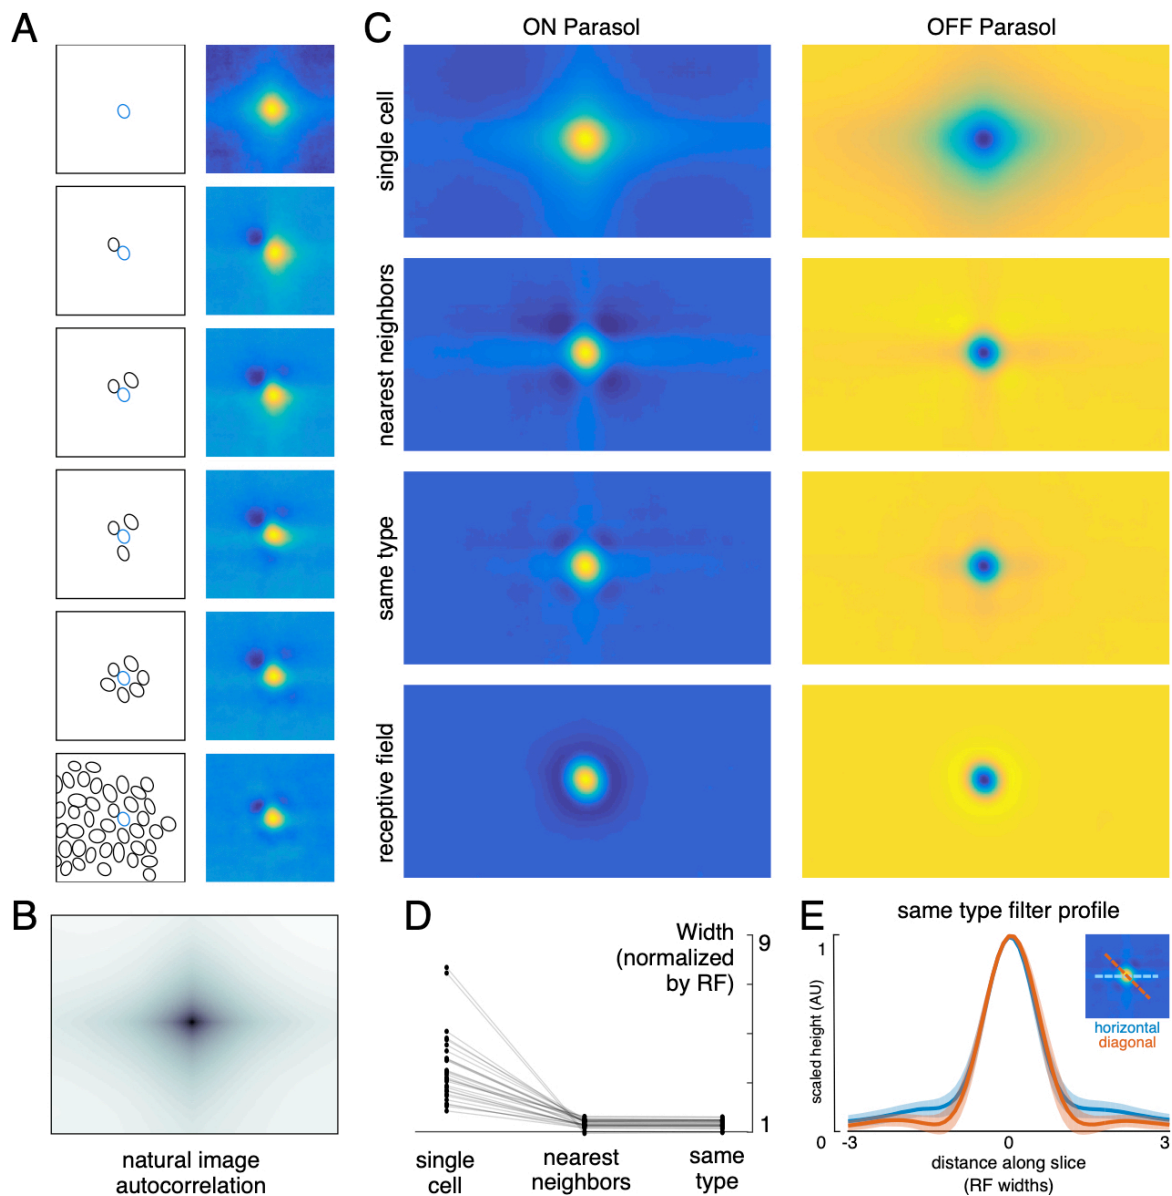 A
C
ON Parasol
OFF Parasol
single cell
nearest neighbors
same type
receptive field
B
natural image
autocorrelation
D
Width
(normalized
by RF)
9
1
single
cell
nearest
neighbors
same
type
E
same type filter profile
1
scaled height (AU)
0
horizontal
diagonal
-3
0
3
distance along slice
(RF widths)